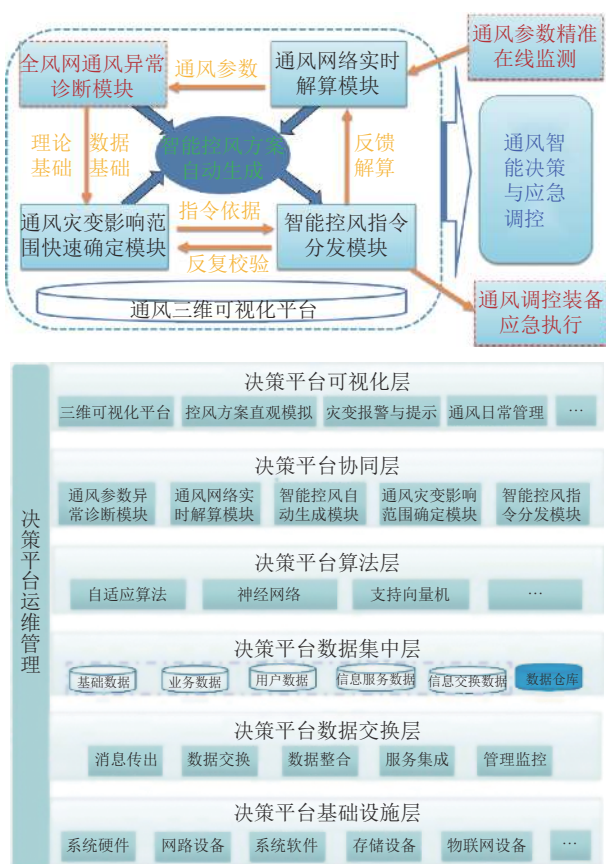 全风网通风异常
诊断模块
通风参数
通风网络实时
解算模块
通风参数精准
在线监测
理论
基础
数据
基础
智能控风方案
自动生成
反馈
解算
通风智
能决策
与应急
调控
通风灾变影响范
围快速确定模块
指令依据
反复校验
智能控风指令
分发模块
通风三维可视化平台
通风调控装备
应急执行
决策平台运维管理
决策平台可视化层
三维可视化平台 控风方案直观模拟 灾变报警与提示 通风日常管理 …
决策平台协同层
通风参数异
常诊断模块
通风网络实
时解算模块
智能控风自
动生成模块
通风灾变影响
范围确定模块
智能控风指
令分发模块
决策平台算法层
自适应算法 神经网络 支持向量机 …
决策平台数据集中层
基础数据 业务数据 用户数据 信息服务数据 信息交换数据 数据仓库
决策平台数据交换层
消息传出 数据交换 数据整合 服务集成 管理监控
决策平台基础设施层
系统硬件 网路设备 系统软件 存储设备 物联网设备 …